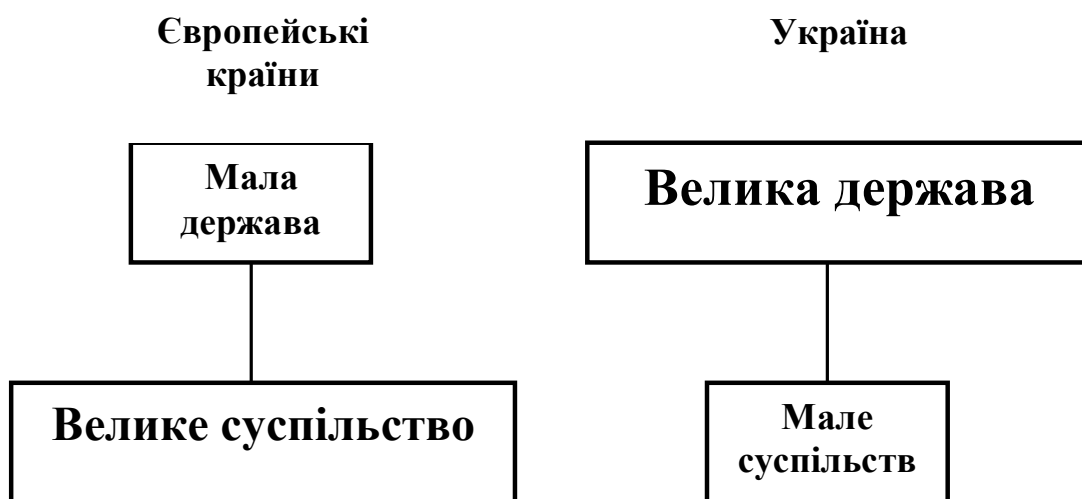 Європейські
країни
Україна
Мала
держава
Велика держава
Велике суспільство
Мале
суспільств